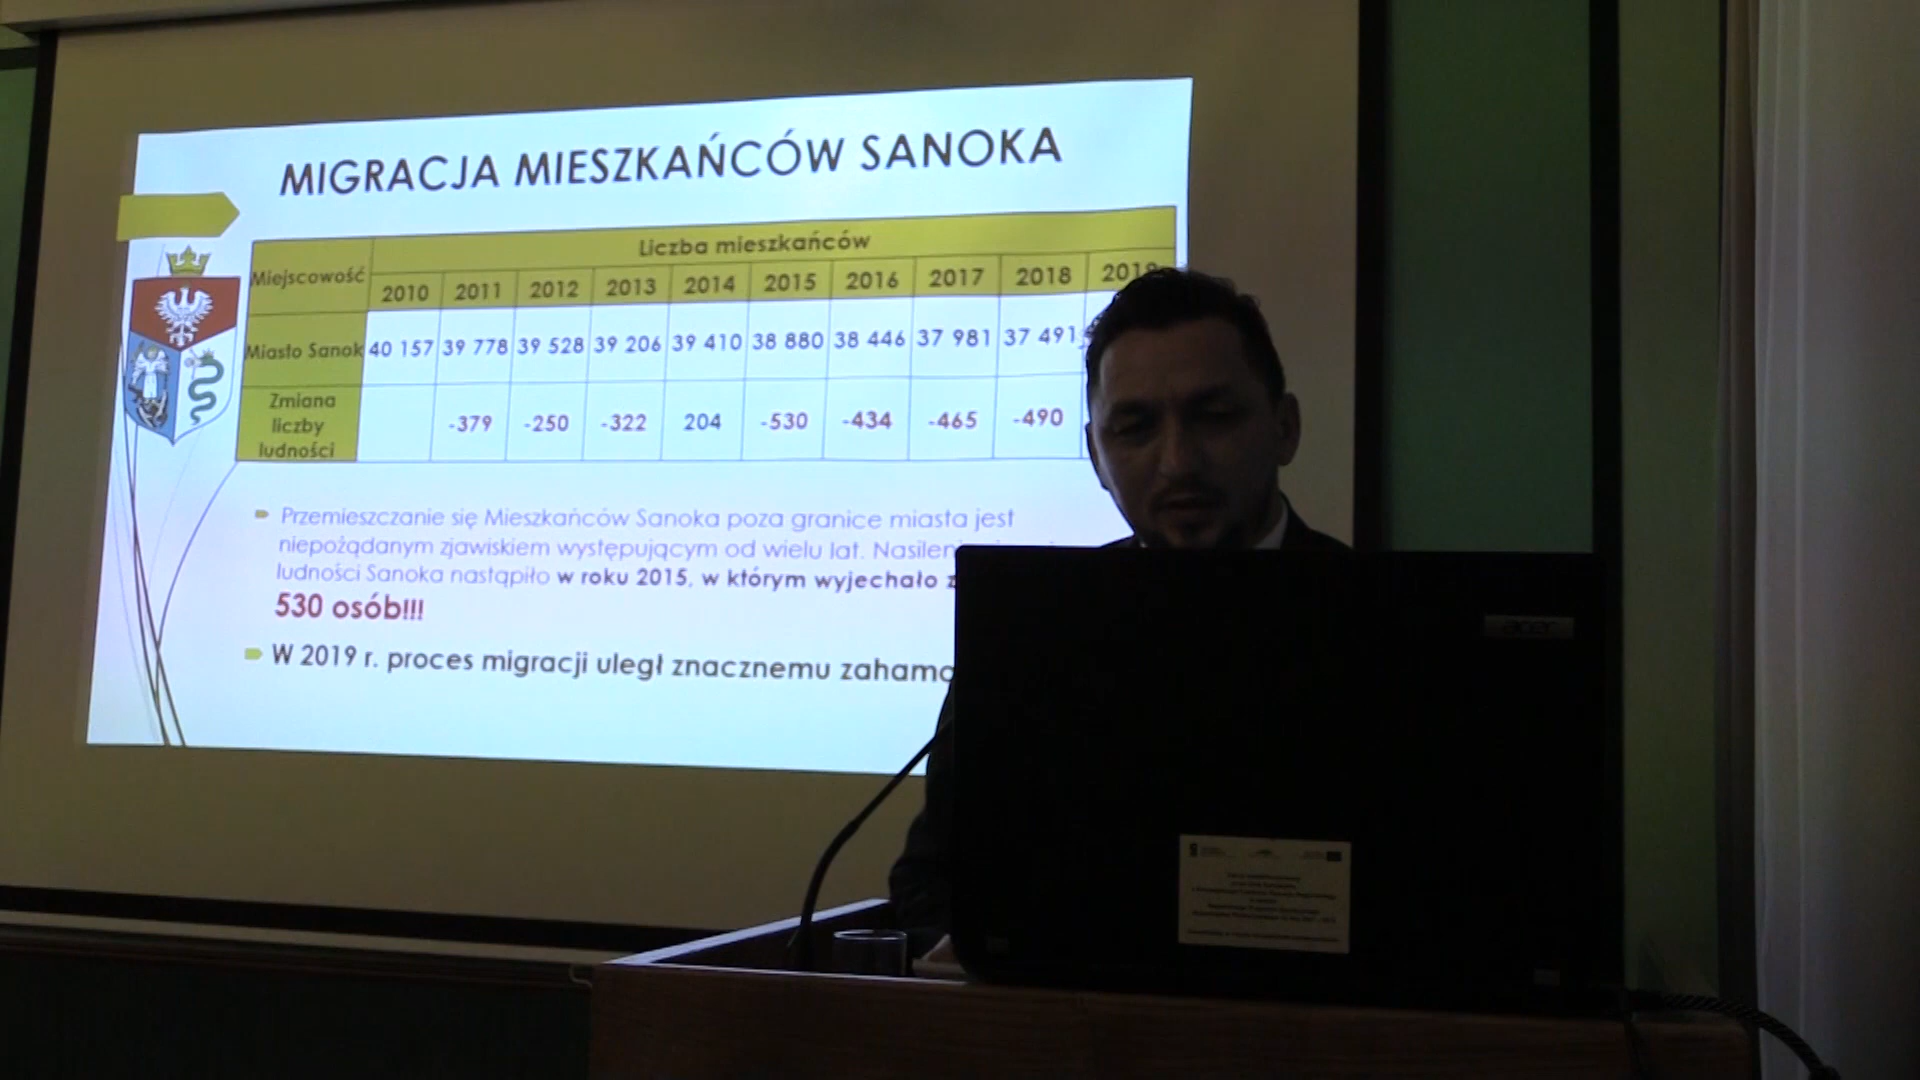 MIGRACJA MIESZKAŃCÓW SANOKA
Miejscowość Liczba mieszkańców
2010 2011 2012 2013 2014 2015 2016 2017 2018 2019
Miasto Sanok 40 157 39 778 39 528 39 206 39 410 38 880 38 446 37 981 37 491
Zmiana
liczby
ludności
-379 -250 -322 204 -530 -434 -465 -490
Przemieszczanie się Mieszkańców Sanoka poza granice miasta jest
niepożądanym zjawiskiem występującym od wielu lat.
ludności Sanoka nastąpiło w roku 2015, w którym wyjechało
530 osób!!!
W 2019 r. proces migracji uległ znacznemu
acer